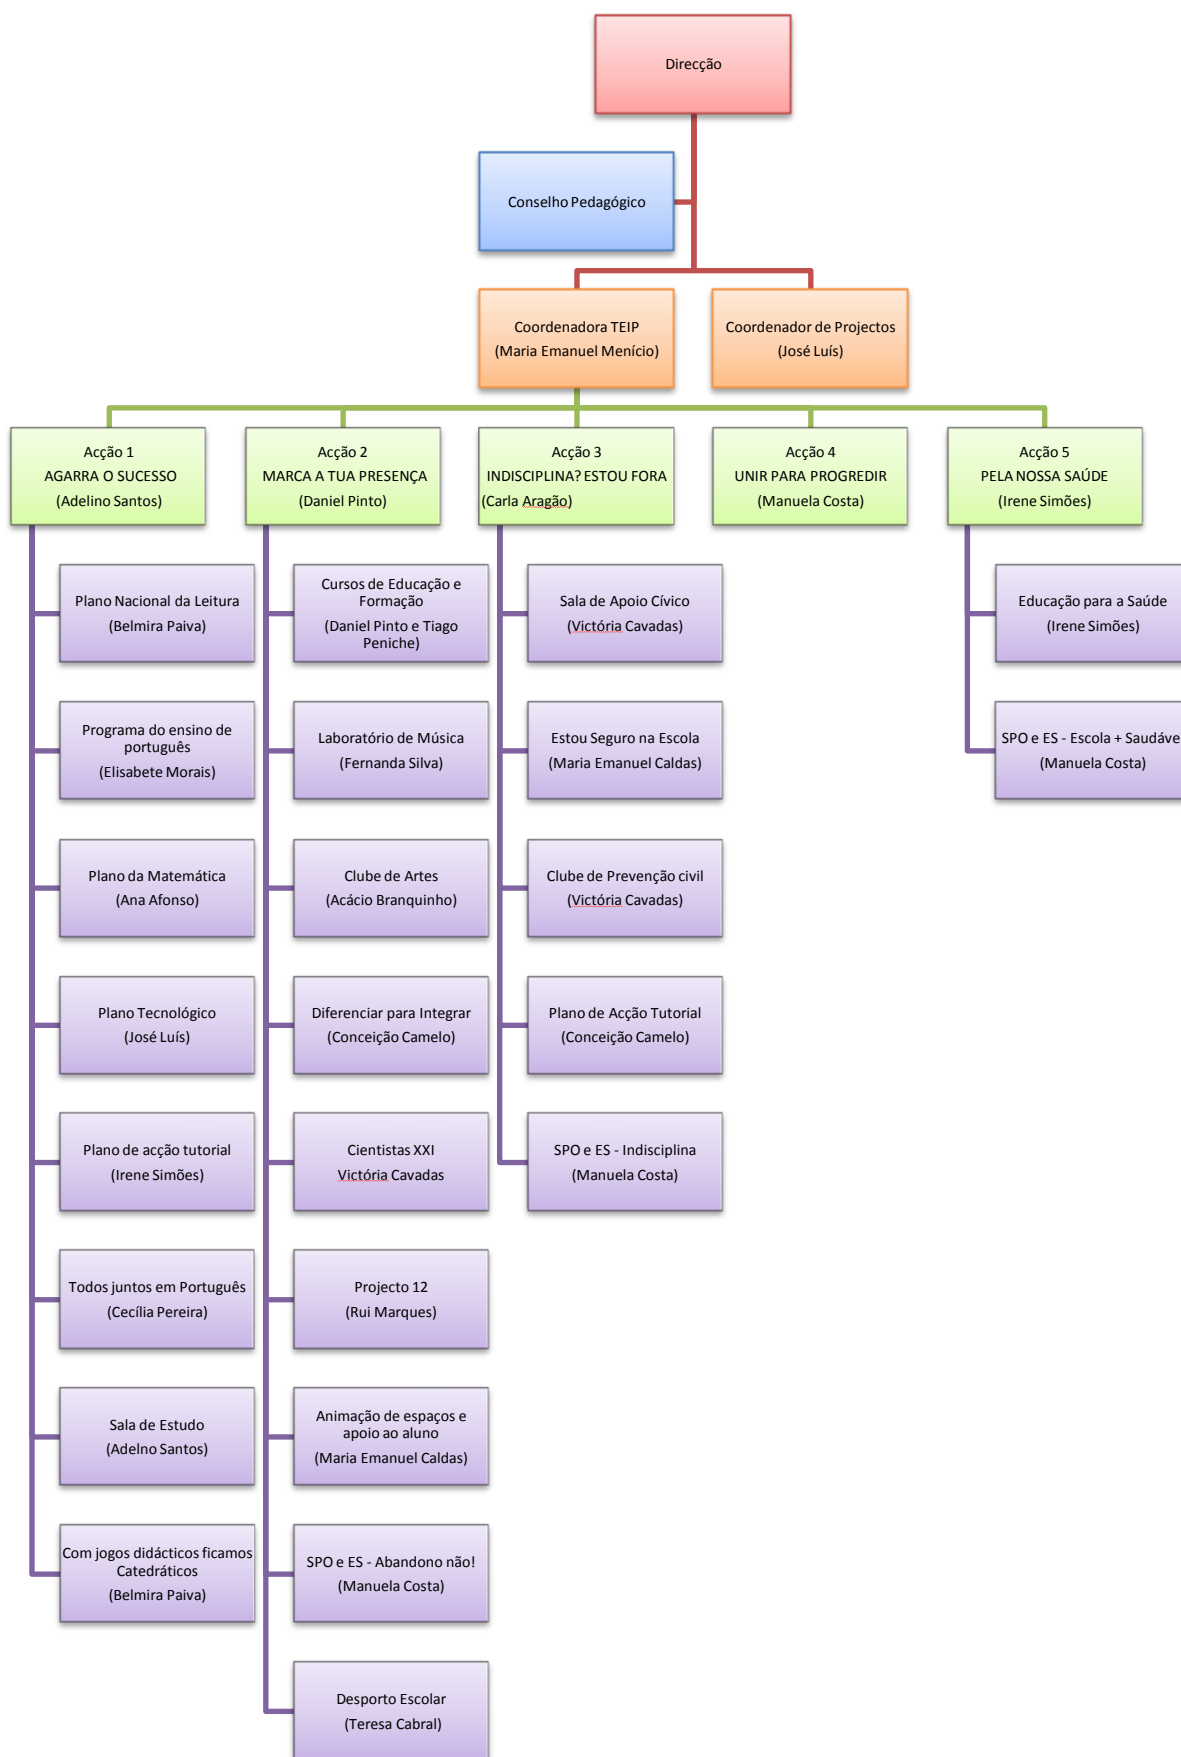 Direcção
Conselho Pedagógico
Coordenadora TEIP
(Maria Emanuel Menício)
Coordenador de Projectos
(José Luís)
Acção 1
AGARRA O SUCESSO
(Adelino Santos)
Acção 2
MARCA A TUA PRESENÇA
(Daniel Pinto)
Acção 3
INDISCIPLINA? ESTOU FORA
(Carla Aragão)
Acção 4
UNIR PARA PROGREDIR
(Manuela Costa)
Acção 5
PELA NOSSA SAÚDE
(Irene Simões)
Plano Nacional da Leitura
(Belmira Paiva)
Programa do ensino de
português
(Elisabete Morais)
Plano da Matemática
(Ana Afonso)
Plano Tecnológico
(José Luís)
Plano de acção tutorial
(Irene Simões)
Todos juntos em Português
(Cecília Pereira)
Sala de Estudo
(Adelno Santos)
Com jogos didácticos ficamos
Catedráticos
(Belmira Paiva)
Cursos de Educação e
Formação
(Daniel Pinto e Tiago
Peniche)
Laboratório de Música
(Fernanda Silva)
Clube de Artes
(Acácio Branquinho)
Diferenciar para Integrar
(Conceição Camelo)
Cientistas XXI
Victória Cavadas
Projecto 12
(Rui Marques)
Animação de espaços e
apoio ao aluno
(Maria Emanuel Caldas)
SPO e ES - Abandono não!
(Manuela Costa)
Desporto Escolar
(Teresa Cabral)
Sala de Apoio Cívico
(Victória Cavadas)
Estou Seguro na Escola
(Maria Emanuel Caldas)
Clube de Prevenção civil
(Victória Cavadas)
Plano de Acção Tutorial
(Conceição Camelo)
SPO e ES - Indisciplina
(Manuela Costa)
Educação para a Saúde
(Irene Simões)
SPO e ES - Escola + Saudáve
(Manuela Costa)